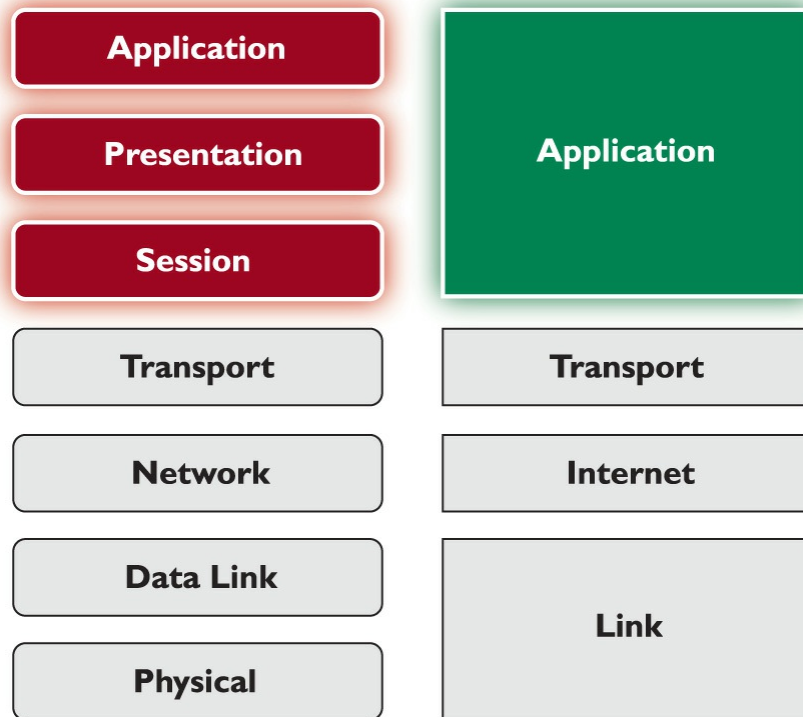 Application
Presentation
Session
Transport
Network
Data Link
Physical
Application
Transport
Internet
Link